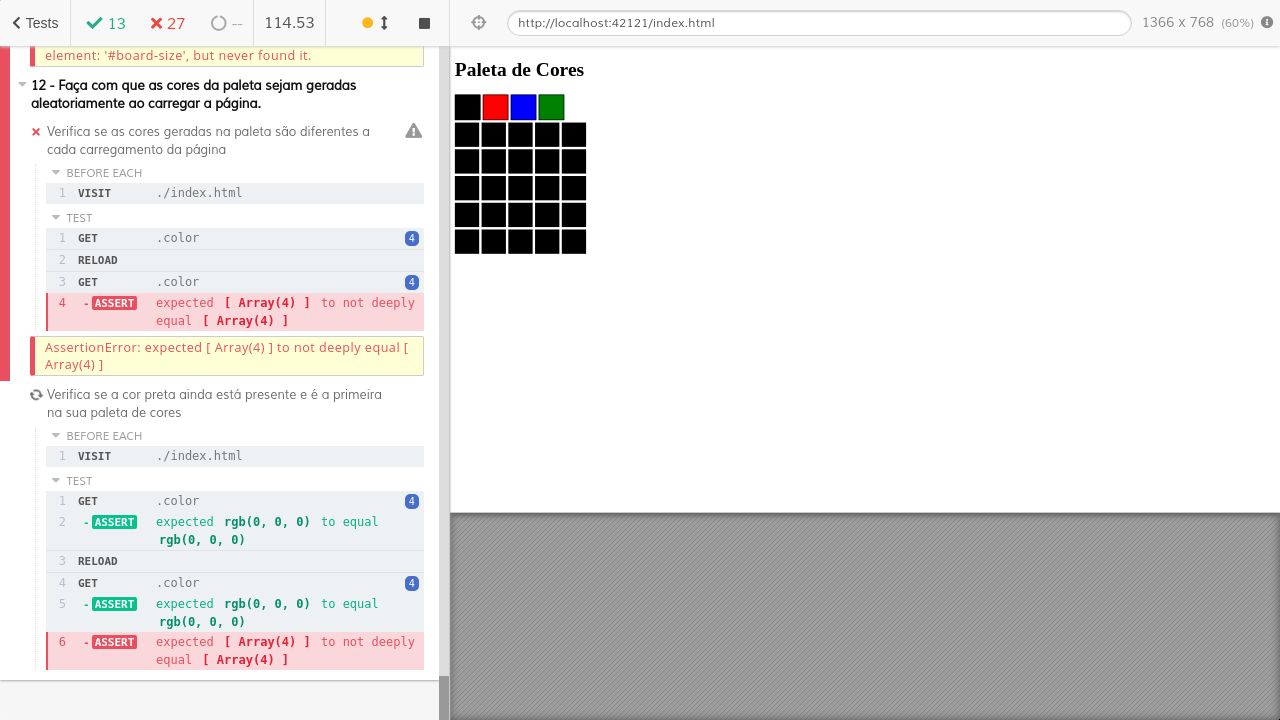 Tests 13 27 -- 114.53 http://localhost:42121/index.html 1366 x 768 (60%)
element: '#board-size', but never found it.
12 - Faça com que as cores da paleta sejam geradas
aleatoriamente ao carregar a página.
Verifica se as cores geradas na paleta são diferentes a
cada carregamento da página
BEFORE EACH
1 VISIT ./index.html
TEST
1 GET .color 4
2 RELOAD
3 GET .color 4
4 -ASSERT expected [ Array(4) ] to not deeply
equal [ Array(4) ]
AssertionError: expected [ Array(4) ] to not deeply equal [
Array(4) ]
Verifica se a cor preta ainda está presente e é a primeira
na sua paleta de cores
BEFORE EACH
1 VISIT ./index.html
TEST
1 GET .color 4
2 -ASSERT expected rgb(0, 0, 0) to equal
rgb(0, 0, 0)
3 RELOAD
4 GET .color 4
5 -ASSERT expected rgb(0, 0, 0) to equal
rgb(0, 0, 0)
6 -ASSERT expected [ Array(4) ] to not deeply
equal [ Array(4) ]
Paleta de Cores